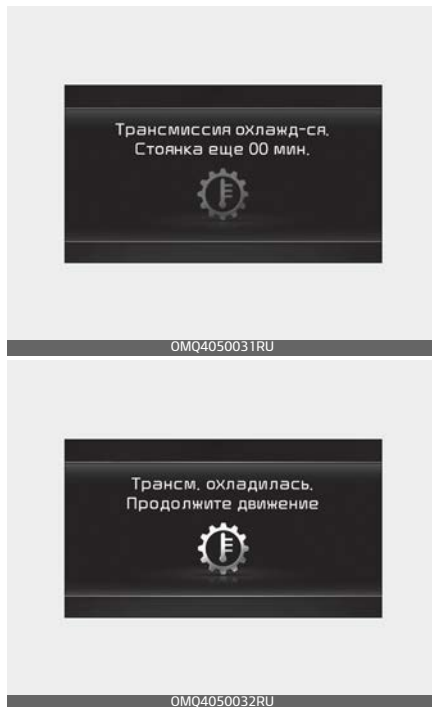 Трансмиссия охлажд-ся.
Стоянка еще 00 мин.
OMQ4050031RU
Трансм. охладилась.
Продолжите движение
OMQ4050032RU